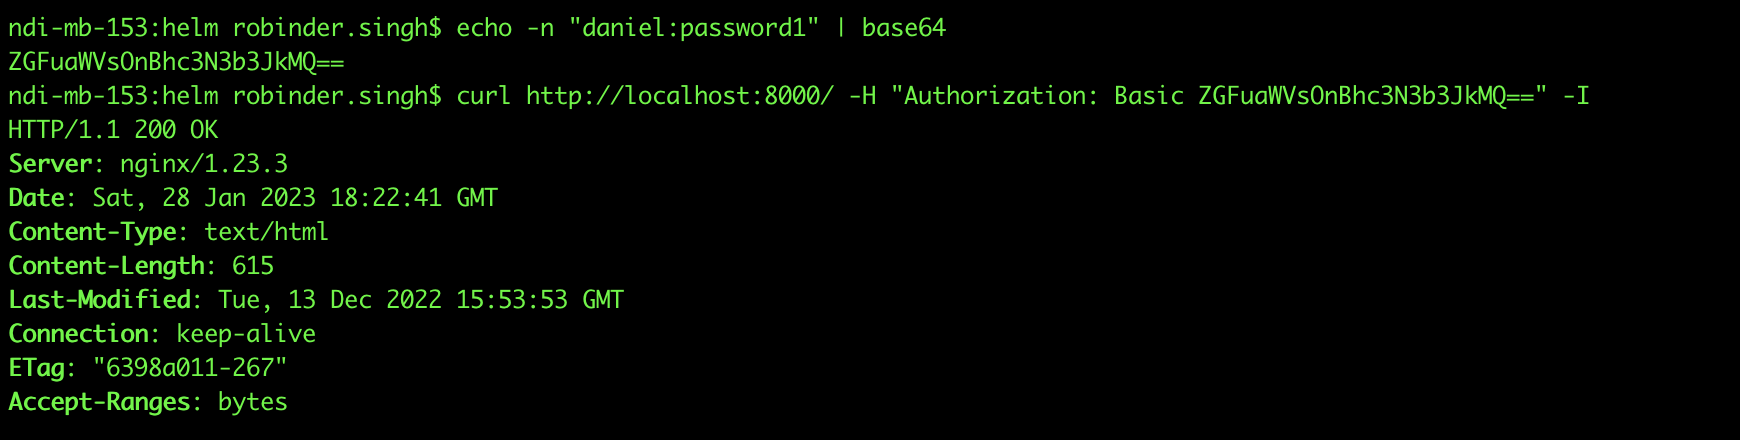 ndi-mb-153:helm robinder.singh$ echo -n "daniel:password1" | base64
ZGFuaWVsOnBhc3N3b3JkMQ==
ndi-mb-153:helm robinder.singh$ curl http://localhost:8000/ -H "Authorization: Basic ZGFuaWVsOnBhc3N3b3JkMQ==" -I
HTTP/1.1 200 OK
Server: nginx/1.23.3
Date: Sat, 28 Jan 2023 18:22:41 GMT
Content-Type: text/html
Content-Length: 615
Last-Modified: Tue, 13 Dec 2022 15:53:53 GMT
Connection: keep-alive
ETag: "6398a011-267"
Accept-Ranges: bytes